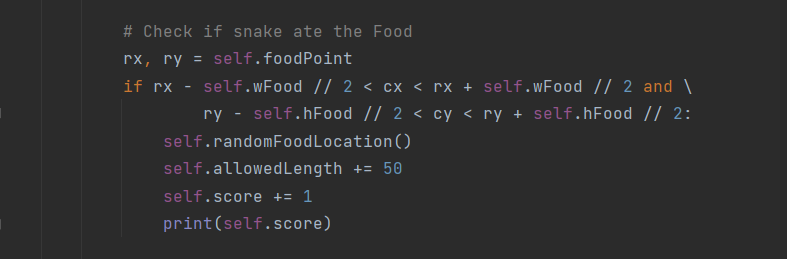 # Check if snake ate the Food
rx, ry = self.foodPoint
if rx - self.wFood // 2 < cx < rx + self.wFood // 2 and \
ry - self.hFood // 2 < cy < ry + self.hFood // 2:
self.randomFoodLocation()
self.allowedLength += 50
self.score += 1
print(self.score)